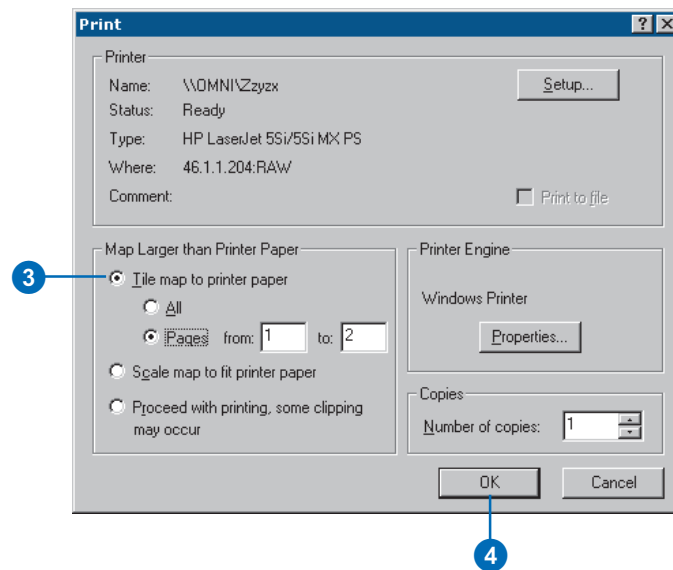 Print
Printer
Name: \\OMNI\Zzyzx
Setup...
Status: Ready
Type: HP LaserJet 5Si/5Si MX PS
Where: 46.1.1.204:RAW
Comment:
Print to file
Map Larger than Printer Paper
3
Tile map to printer paper
All
Pages from: 1 to: 2
Scale map to fit printer paper
Proceed with printing, some clipping
may occur
Printer Engine
Windows Printer
Properties...
Copies
Number of copies: 1
OK
Cancel
4